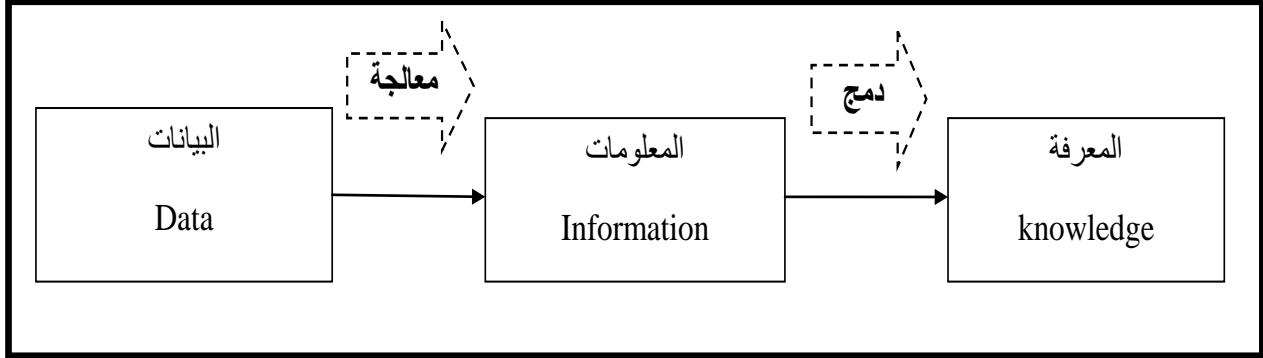 معالجة
دمج
البيانات
Data
المعلومات
Information
المعرفة
knowledge